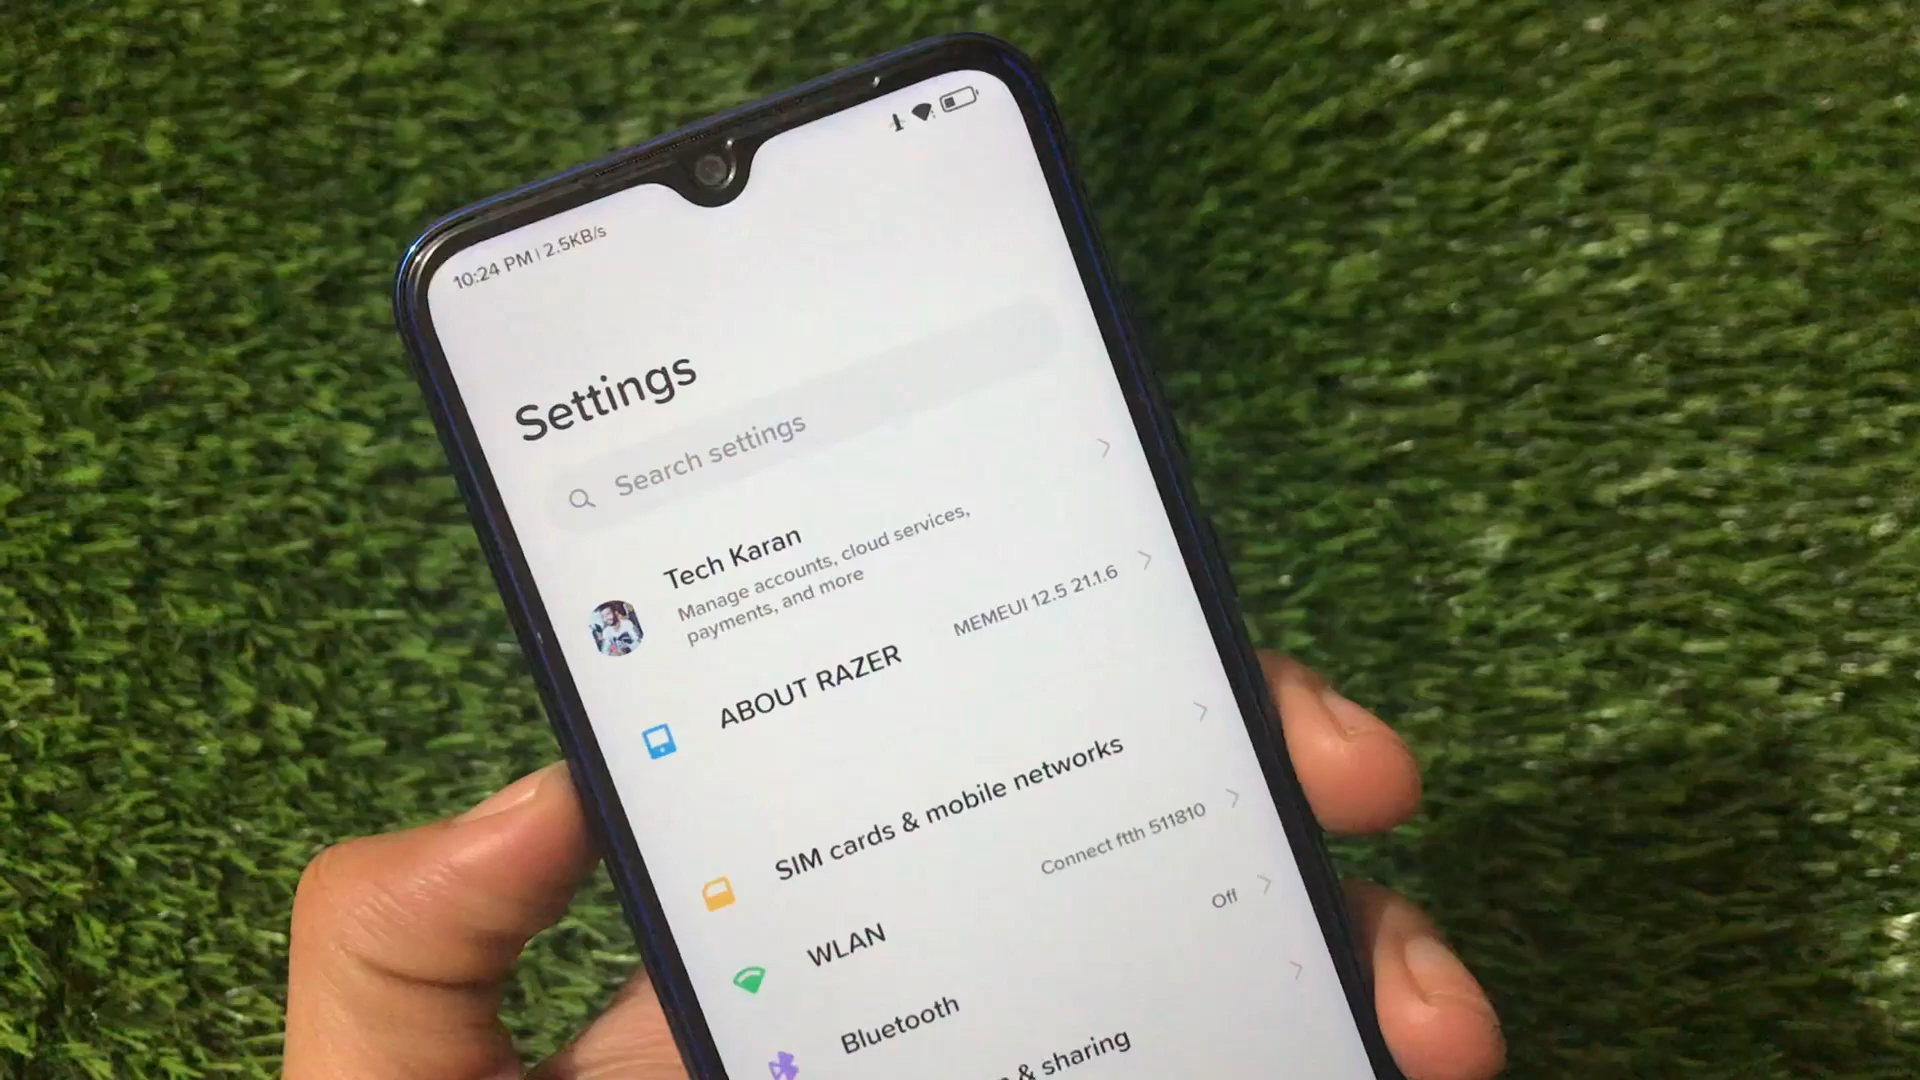 10:24 PM | 2.5KB/s
Settings
Search settings
Tech Karan
Manage accounts, cloud services,
payments, and more
ABOUT RAZER
MEMEUI 12.5 21.1.6
SIM cards & mobile networks
WLAN
Connect ftth 511810
Bluetooth
Off
& sharing